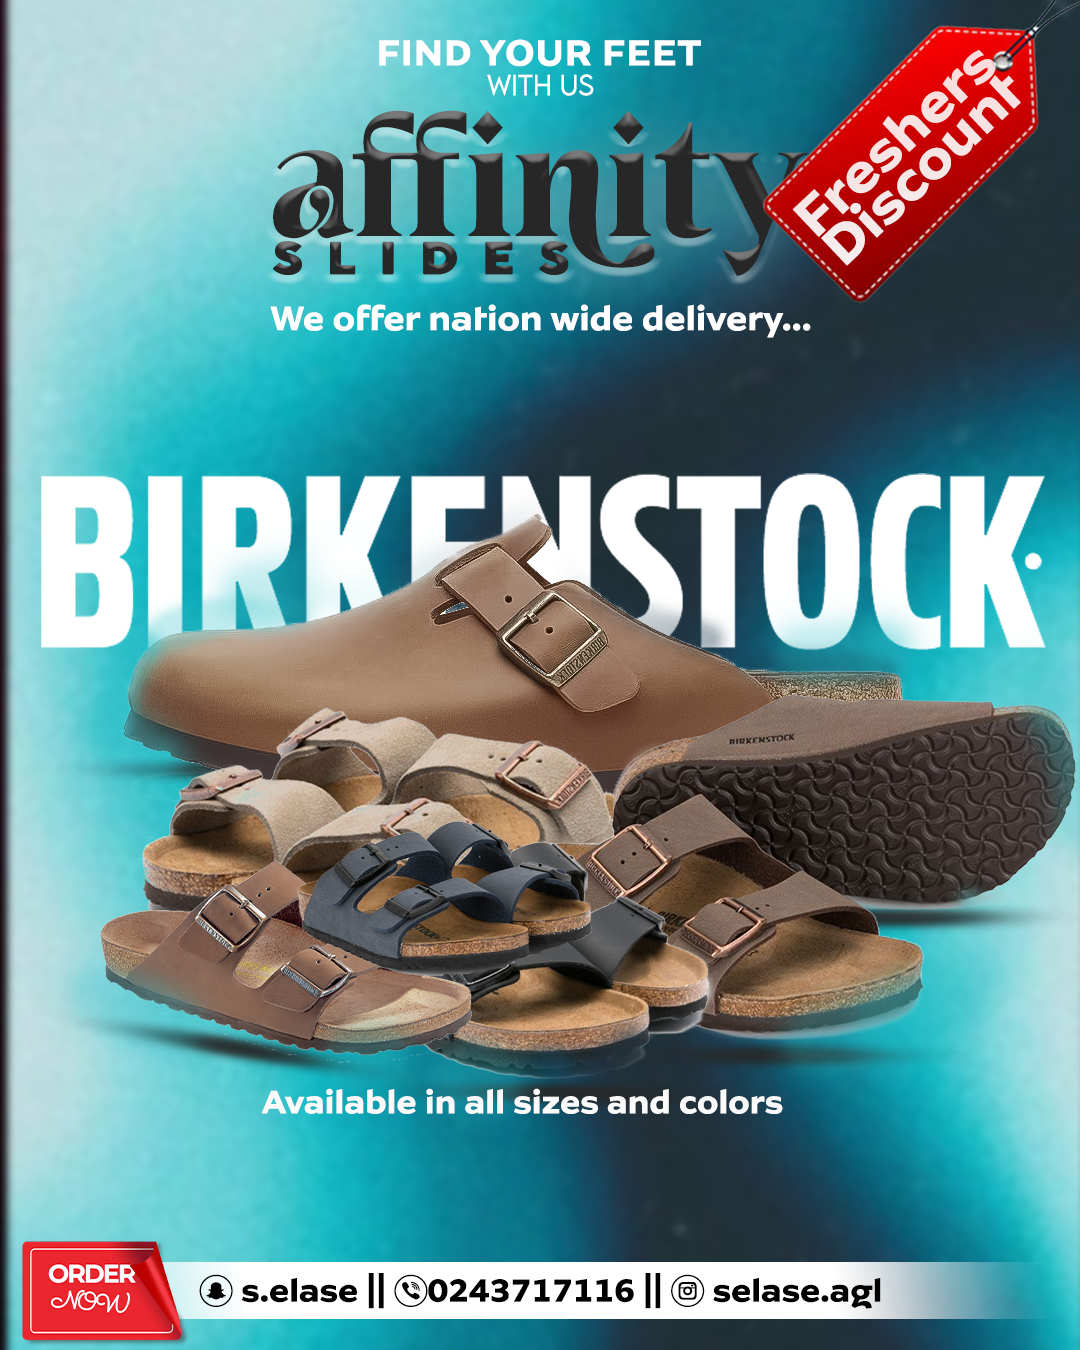 FIND YOUR FEET
WITH US
affinity
SLIDES
Freshers
Discount
We offer nation wide delivery...
BIRKENSTOCK
BIRKENSTOCK
Available in all sizes and colors
ORDER
NOW
s.elase || 0243717116 || selase.agl